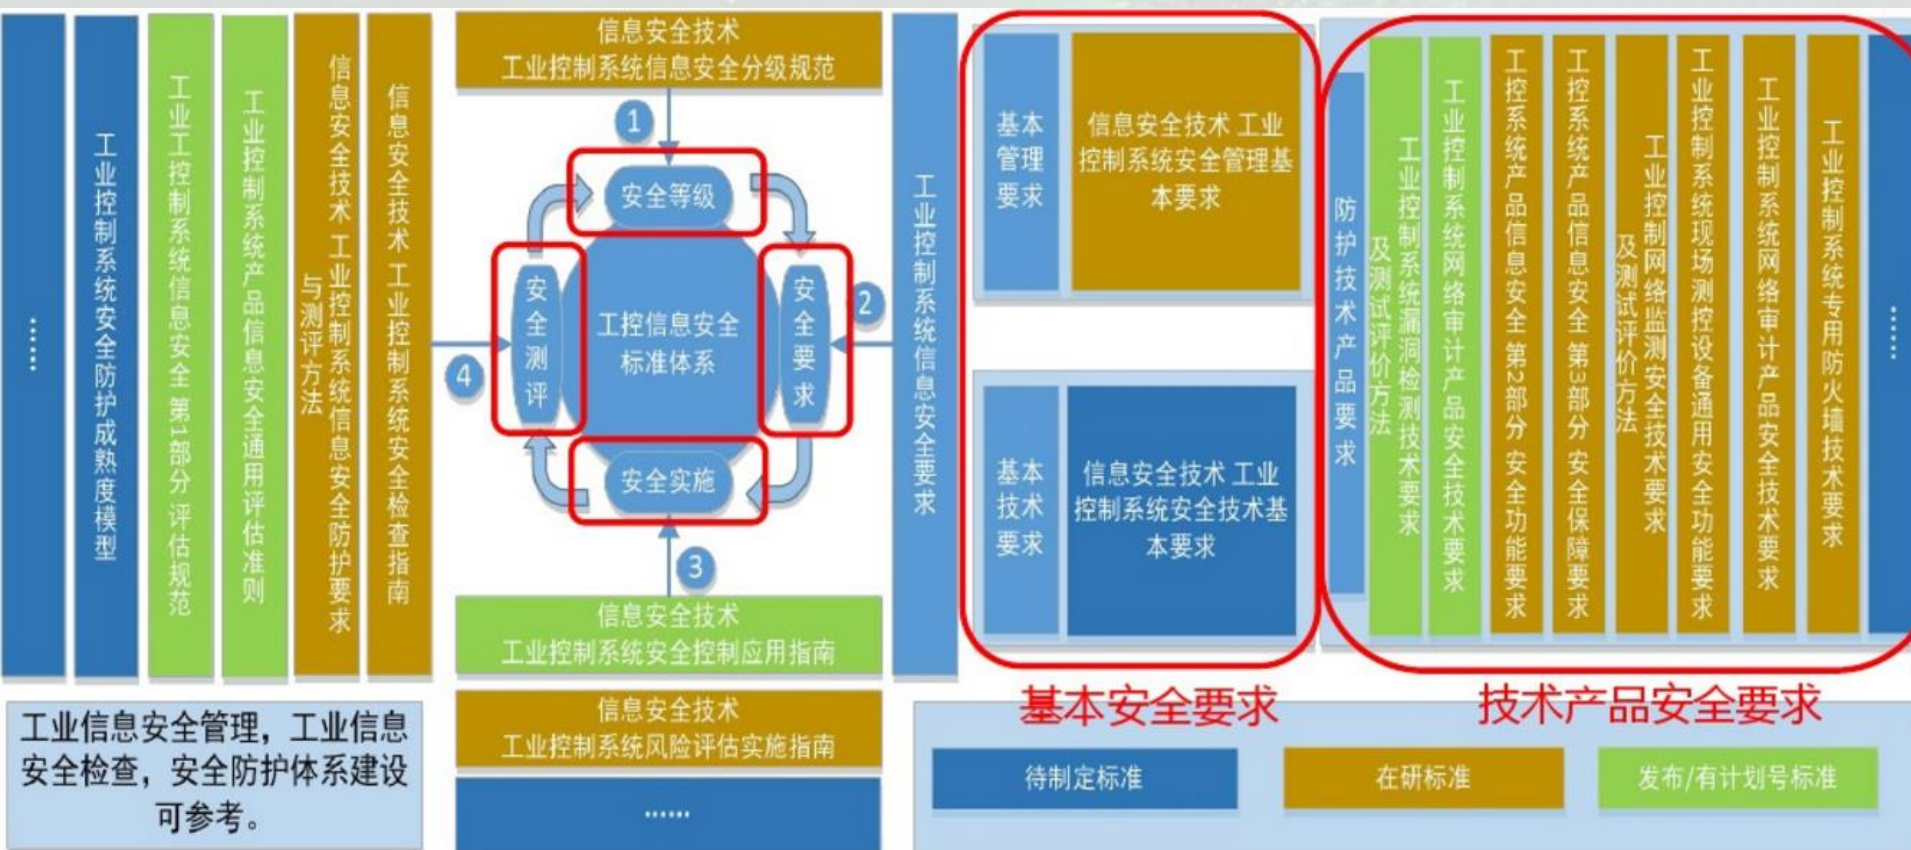 ……
工业控制系统安全防护成熟度模型
工业工控制系统信息安全 第1部分 评估规范
工业控制系统产品信息安全通用评估准则
信息安全技术 工业控制系统信息安全防护要求
与测评方法
信息安全技术 工业控制系统安全检查指南
信息安全技术
工业控制系统信息安全分级规范
1
安全等级
安全测评
4
工控信息安全
标准体系
安全要求
2
安全实施
3
信息安全技术
工业控制系统安全控制应用指南
信息安全技术
工业控制系统风险评估实施指南
……
工业控制系统信息安全要求
基本
管理
要求
信息安全技术 工业
控制系统安全管理基
本要求
基本
技术
要求
信息安全技术 工业
控制系统安全技术基
本要求
防护技术产品要求
工业控制系统漏洞检测技术要求
及测试评价方法
工业控制系统网络审计产品安全技术要求
工控系统产品信息安全 第2部分 安全功能要求
工控系统产品信息安全 第3部分 安全保障要求
工业控制网络监测安全技术要求
及测试评价方法
工业控制系统现场测控设备通用安全功能要求
工业控制系统网络审计产品安全技术要求
工业控制系统专用防火墙技术要求
……
基本安全要求
技术产品安全要求
工业信息安全管理，工业信息
安全检查，安全防护体系建设
可参考。
待制定标准
在研标准
发布/有计划号标准